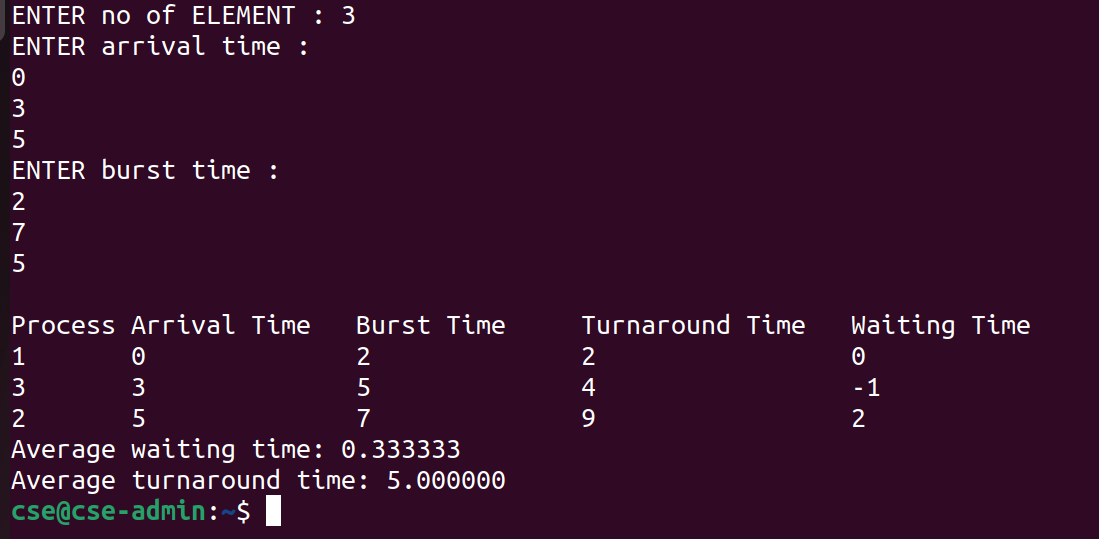 ENTER no of ELEMENT : 3
ENTER arrival time :
0
3
5
ENTER burst time :
2
7
5

Process Arrival Time   Burst Time     Turnaround Time   Waiting Time
1       0              2              2                 0
3       3              5              4                 -1
2       5              7              9                 2
Average waiting time: 0.333333
Average turnaround time: 5.000000
cse@cse-admin:~$